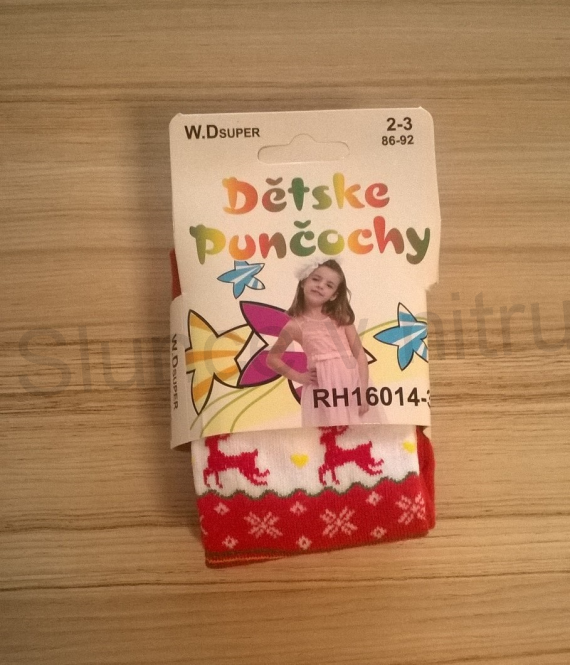 W.DSUPER
2-3
86-92
Dětske
Punčochy
W.DSUPER
RH16014-